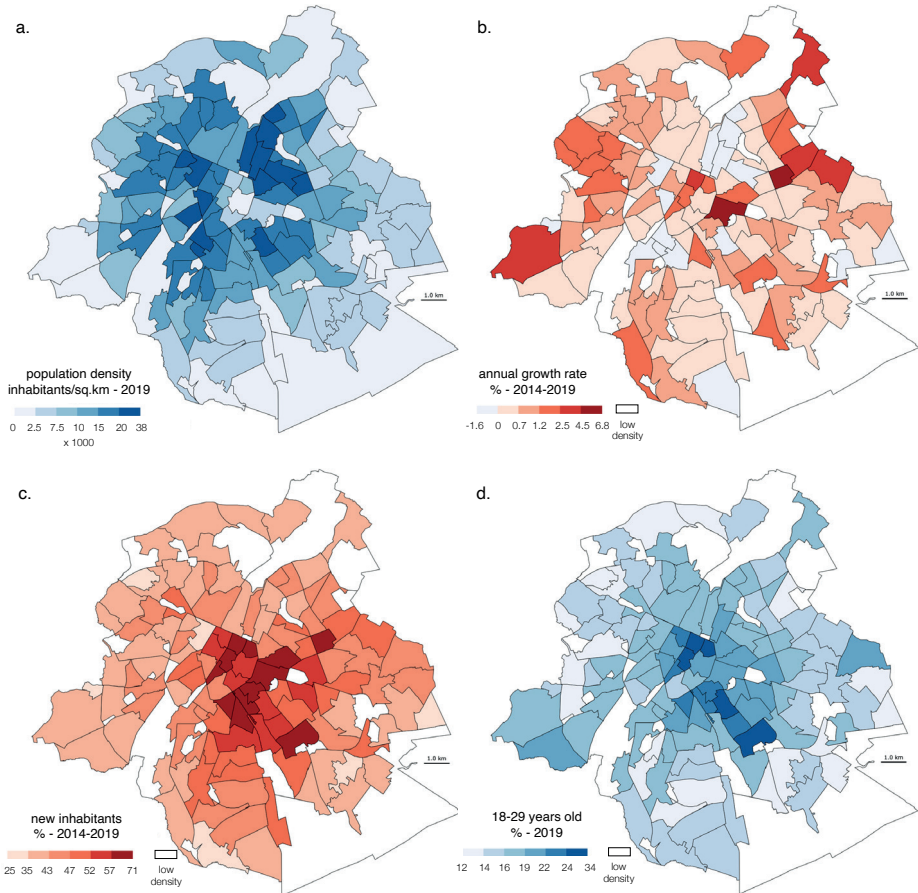 a.
b.
1.0 km
1.0 km
population density
inhabitants/sq.km - 2019
0 2.5 7.5 10 15 20 38
x 1000
annual growth rate
% - 2014-2019
-1.6 0 0.7 1.2 2.5 4.5 6.8
low
density
c.
d.
1.0 km
1.0 km
new inhabitants
% - 2014-2019
25 35 43 47 52 57 71
low
density
18-29 years old
% - 2019
12 14 16 19 22 24 34
low
density